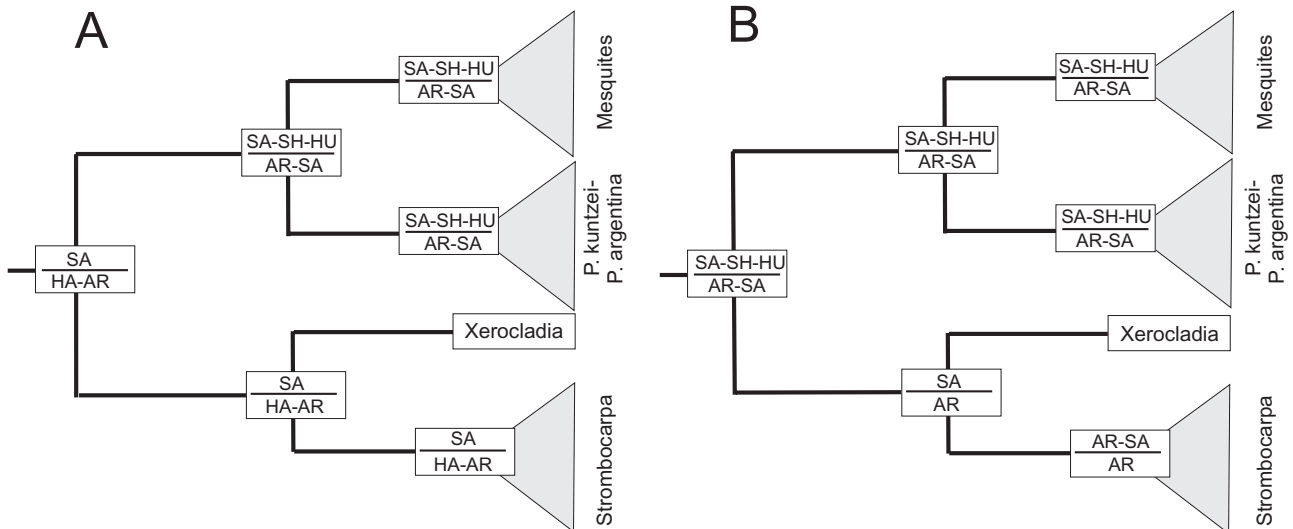 A
SA-SH-HU
AR-SA
Mesquites
SA-SH-HU
AR-SA
SA-SH-HU
AR-SA
P. kuntzei-
P. argentina
SA
HA-AR
Xerocladia
SA
HA-AR
SA
HA-AR
Strombocarpa
B
SA-SH-HU
AR-SA
Mesquites
SA-SH-HU
AR-SA
SA-SH-HU
AR-SA
P. kuntzei-
P. argentina
SA-SH-HU
AR-SA
Xerocladia
SA
AR
AR-SA
AR
Strombocarpa